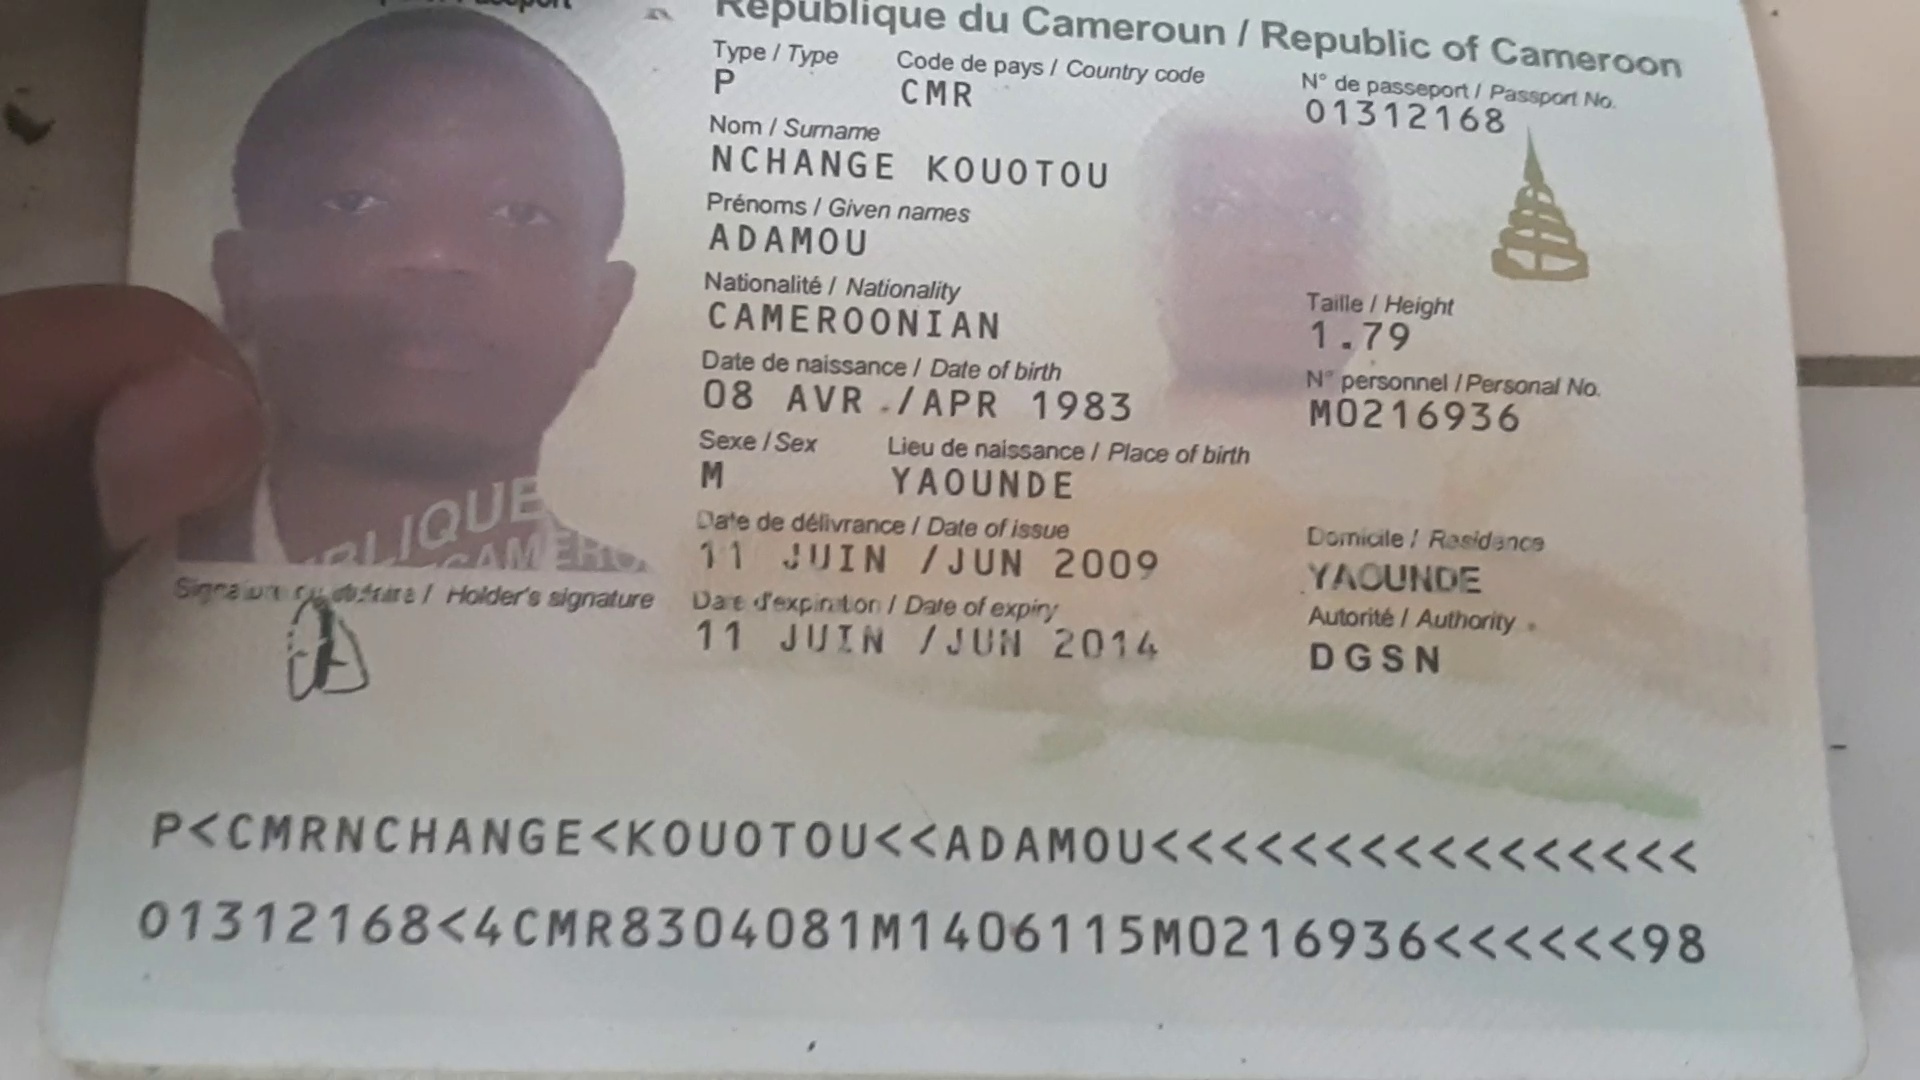 République du Cameroun / Republic of Cameroon
Type / Type Code de pays / Country code N° de passeport / Passport No.
P CMR 01312168
Nom / Surname
NCHANGE KOUOTOU
Prénoms / Given names
ADAMOU
Nationalité / Nationality Taille / Height
CAMEROONIAN 1.79
Date de naissance / Date of birth N° personnel / Personal No.
08 AVR ./APR 1983 M0216936
Sexe / Sex Lieu de naissance / Place of birth
M YAOUNDE
Date de délivrance / Date of issue Domicile / Residence
11 JUIN /JUN 2009 YAOUNDE
Date d'expiration / Date of expiry Autorité / Authority
11 JUIN /JUN 2014 DGSN
BLIQUE
CAMERO
/ Holder's signature
P<CMRNCHANGE<KOUOTOU<<ADAMOU<<<<<<<<<<<<<<<<
01312168<4CMR8304081M1406115M0216936<<<<<<98